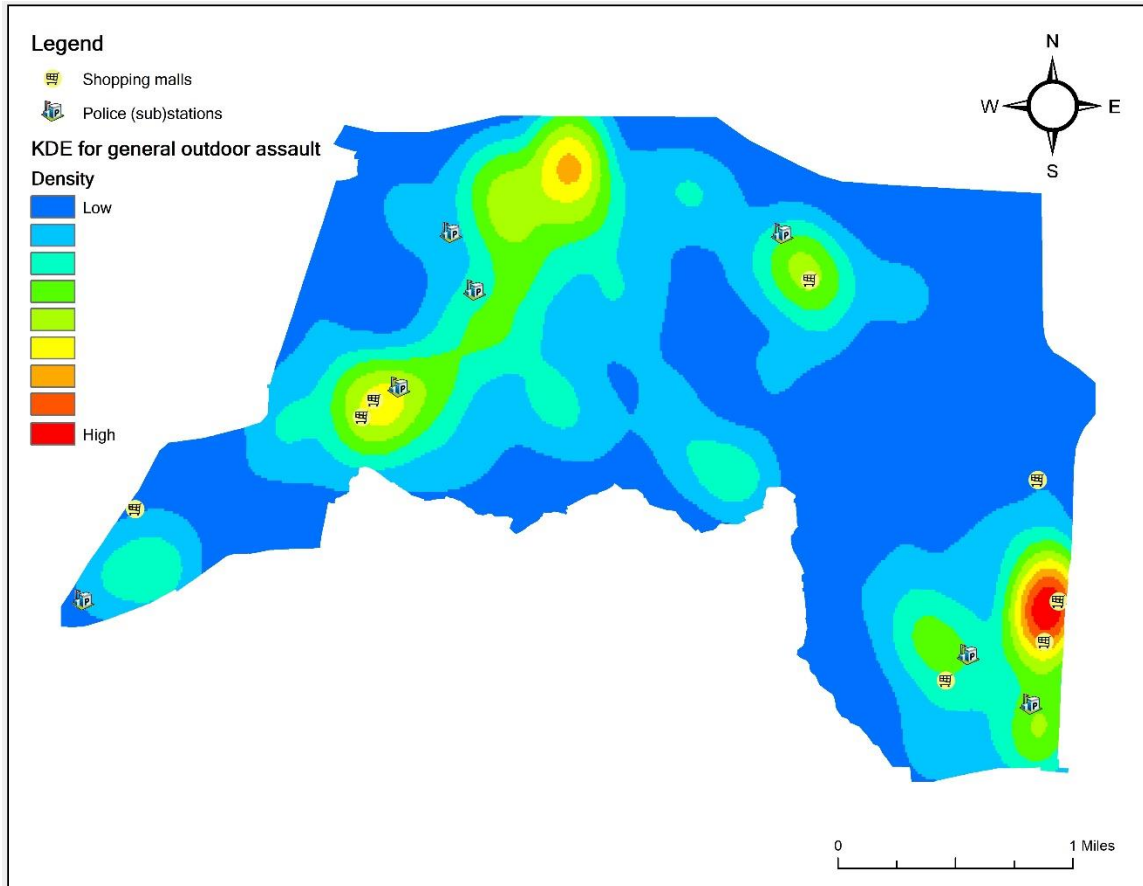 Legend
Shopping malls
Police (sub)stations
KDE for general outdoor assault
Density
Low
High
N
W E
S
0 1 Miles